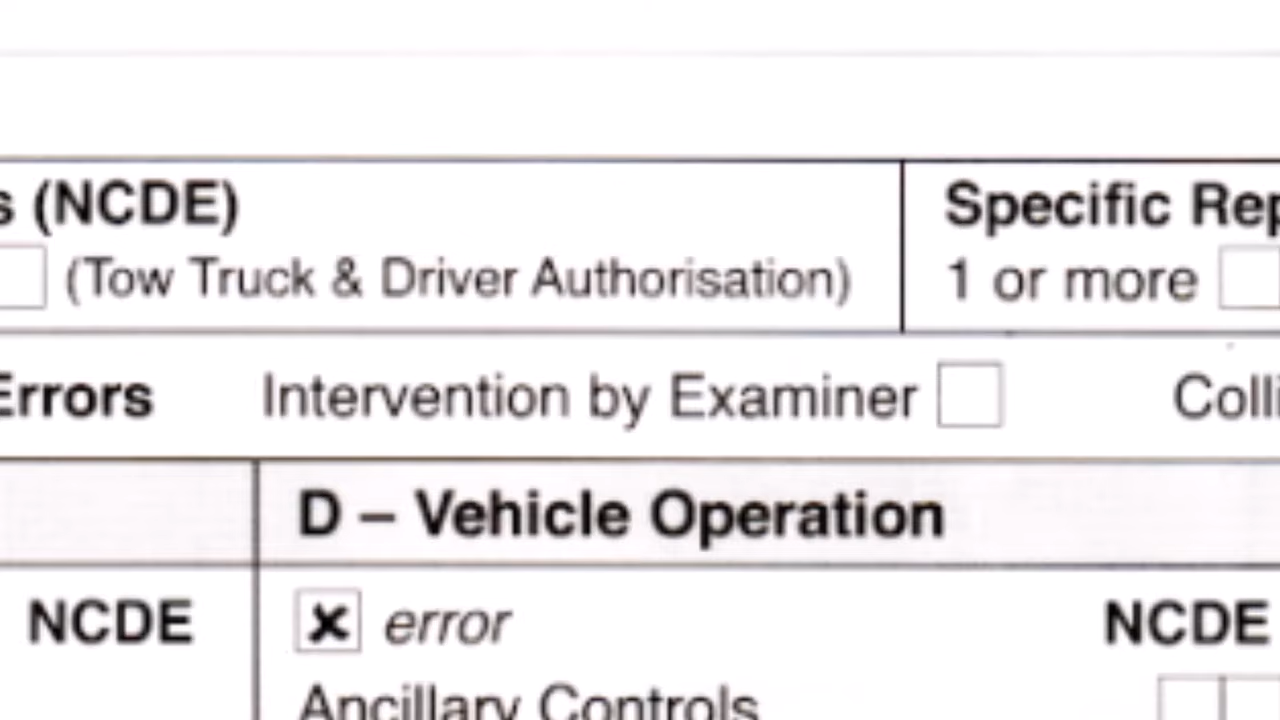 s (NCDE)
Specific Rep
(Tow Truck & Driver Authorisation)
1 or more
Errors
Intervention by Examiner
Colli
D – Vehicle Operation
NCDE
error
NCDE
Ancillary Controls